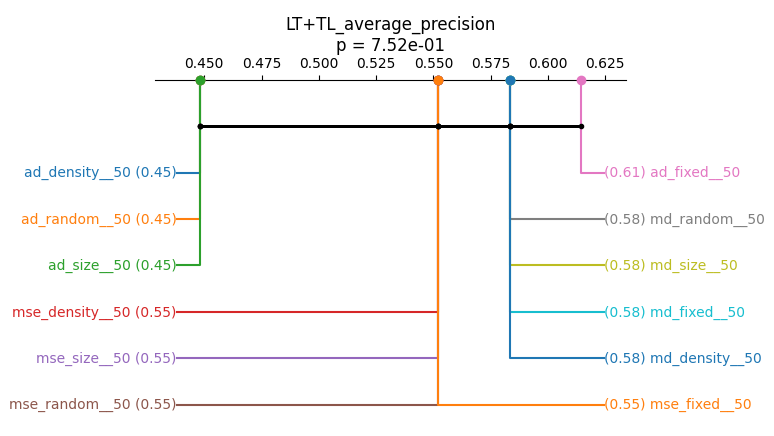 LT+TL_average_precision
p = 7.52e-01
0.450 0.475 0.500 0.525 0.550 0.575 0.600 0.625
ad_density__50 (0.45) (0.61) ad_fixed__50
ad_random__50 (0.45) (0.58) md_random__50
ad_size__50 (0.45) (0.58) md_size__50
mse_density__50 (0.55) (0.58) md_fixed__50
mse_size__50 (0.55) (0.58) md_density__50
mse_random__50 (0.55) (0.55) mse_fixed__50